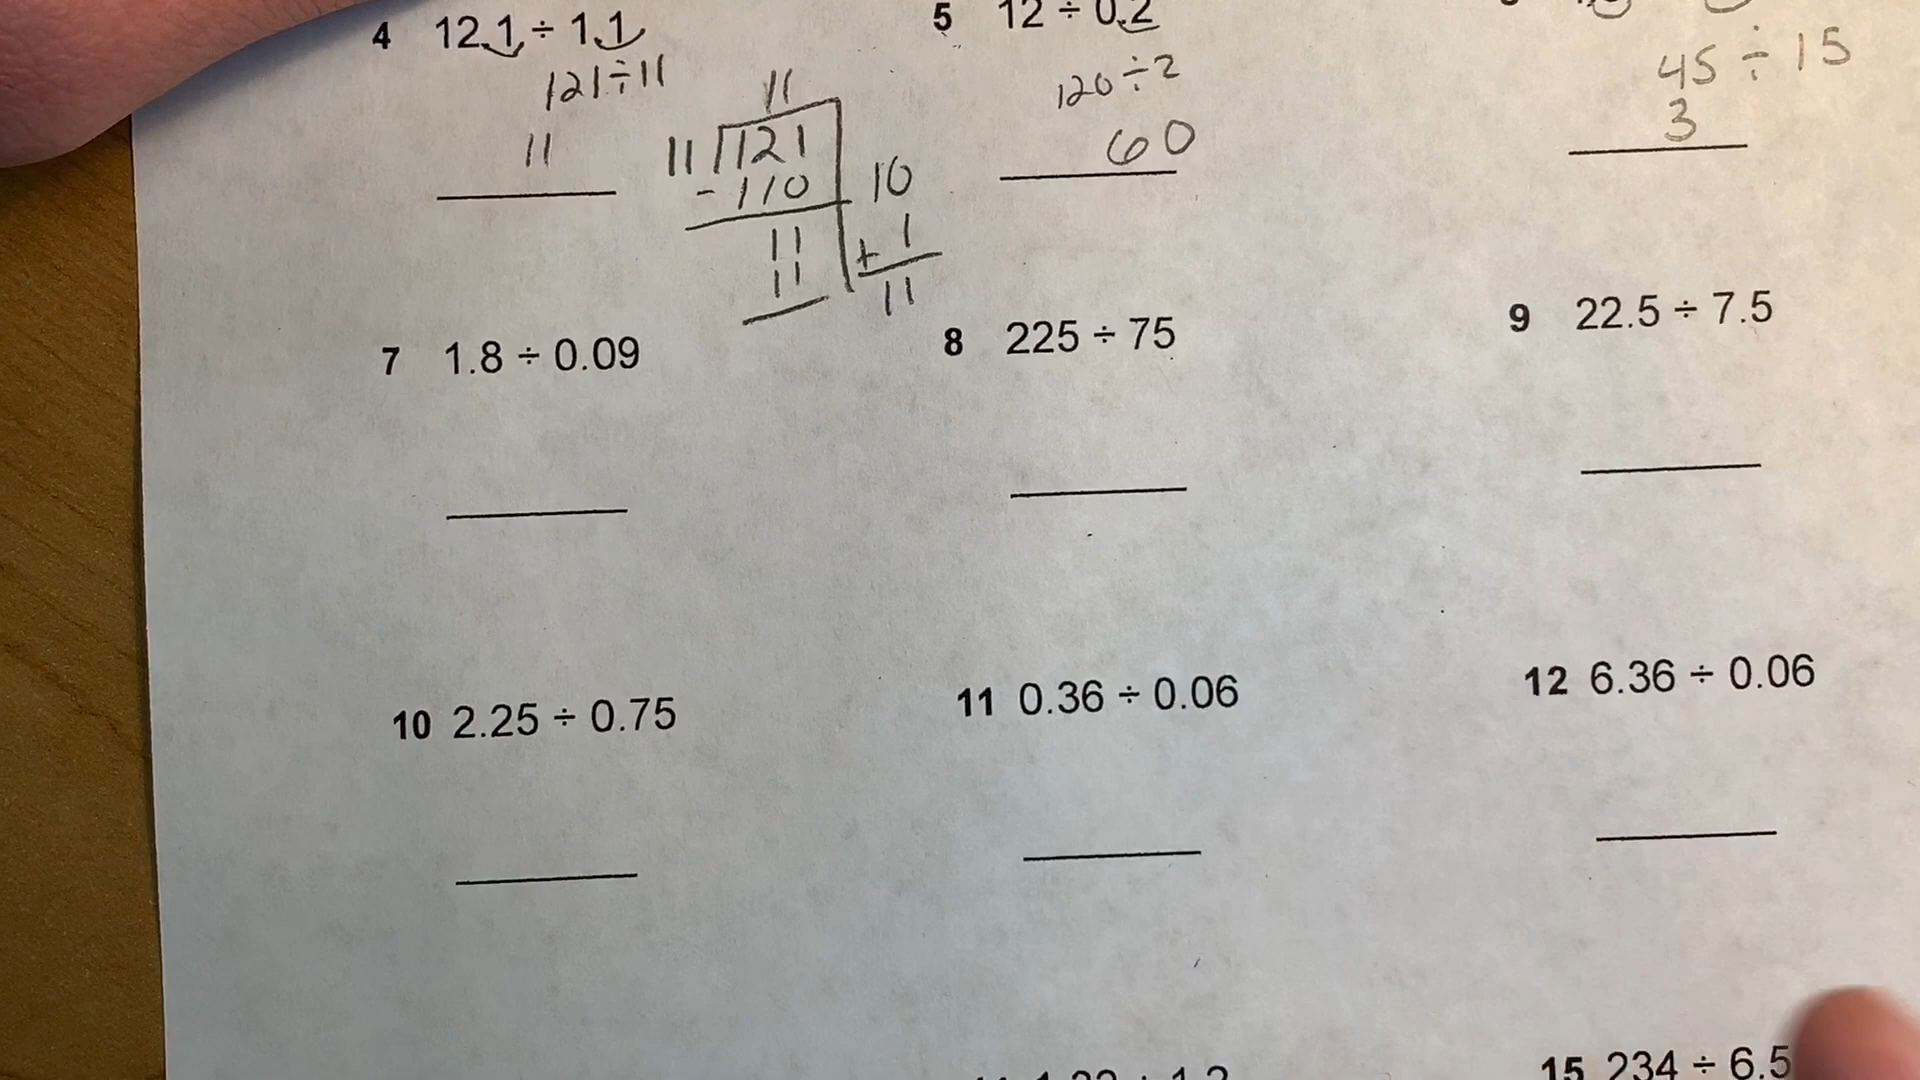 4 12.1 ÷ 1.1
121 ÷ 11
11
11
11 121
- 110 10
11 + 1
11 11
5 12 ÷ 0.2
120 ÷ 2
60
45 ÷ 15
3
7 1.8 ÷ 0.09
8 225 ÷ 75
9 22.5 ÷ 7.5
10 2.25 ÷ 0.75
11 0.36 ÷ 0.06
12 6.36 ÷ 0.06
15 234 ÷ 6.5